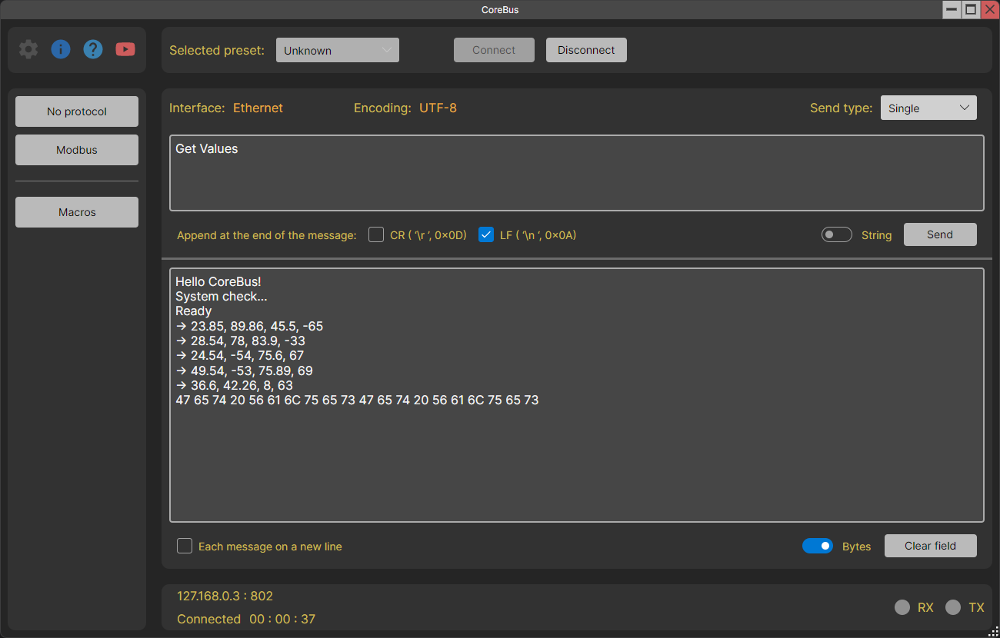 CoreBus
Selected preset: Unknown Connect Disconnect
No protocol
Modbus
Macros
Interface: Ethernet Encoding: UTF-8 Send type: Single
Get Values
Append at the end of the message: CR ( '\r ', 0×0D) LF ( '\n ', 0×0A) String Send
Hello CoreBus!
System check...
Ready
→ 23.85, 89.86, 45.5, -65
→ 28.54, 78, 83.9, -33
→ 24.54, -54, 75.6, 67
→ 49.54, -53, 75.89, 69
→ 36.6, 42.26, 8, 63
47 65 74 20 56 61 6C 75 65 73 47 65 74 20 56 61 6C 75 65 73
Each message on a new line Bytes Clear field
127.168.0.3 : 802
Connected 00 : 00 : 37
RX TX